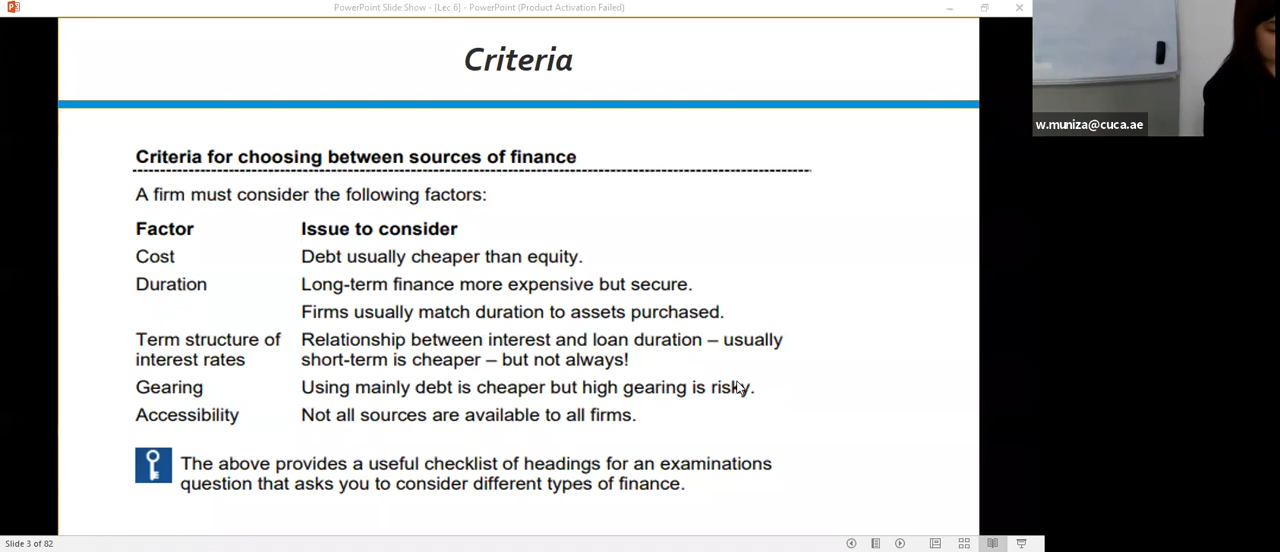 PowerPoint Slide Show - [Lec 6] - PowerPoint (Product Activation Failed)
Criteria
w.muniza@cuca.ae
Criteria for choosing between sources of finance
A firm must consider the following factors:
Factor Issue to consider
Cost Debt usually cheaper than equity.
Duration Long-term finance more expensive but secure.
Firms usually match duration to assets purchased.
Term structure of Relationship between interest and loan duration – usually
interest rates short-term is cheaper – but not always!
Gearing Using mainly debt is cheaper but high gearing is risky.
Accessibility Not all sources are available to all firms.
The above provides a useful checklist of headings for an examinations
question that asks you to consider different types of finance.
Slide 3 of 82